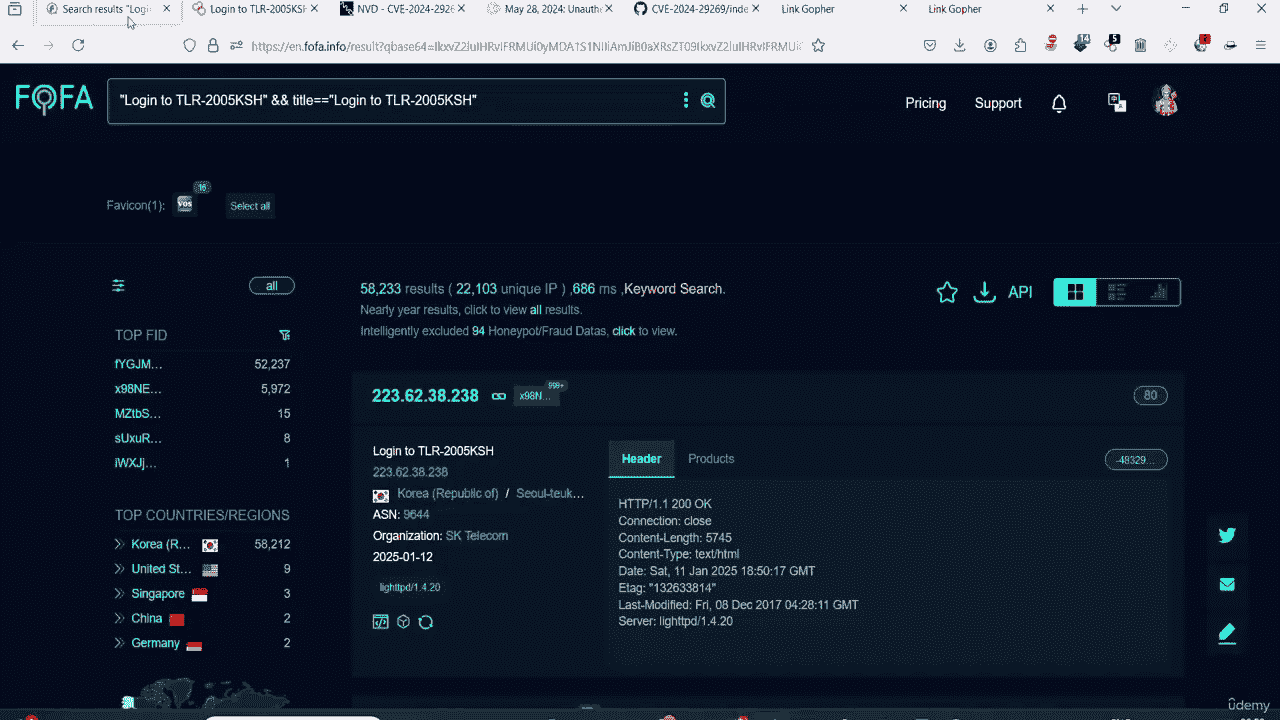 Search results "Logi
Login to TLR-2005KSH
NVD - CVE-2024-2926
May 28, 2024: Unauthe
CVE-2024-29269/inde
Link Gopher
Link Gopher
14
5
FOFA
"Login to TLR-2005KSH" && title=="Login to TLR-2005KSH"
Pricing
Support
Favicon(1):
VOS
16
Select all
all
58,233 results ( 22,103 unique IP ) ,686 ms ,Keyword Search.
Nearly year results, click to view all results.
Intelligently excluded 94 Honeypot/Fraud Datas, click to view.
API
TOP FID
fYGJM... 52,237
x98NE... 5,972
MZtbS... 15
sUxuR... 8
iWXJj... 1
TOP COUNTRIES/REGIONS
Korea (R... 58,212
United St... 9
Singapore 3
China 2
Germany 2
223.62.38.238
x98N...
999+
80
Login to TLR-2005KSH
223.62.38.238
Korea (Republic of) / Seoul-teuk...
ASN: 9644
Organization: SK Telecom
2025-01-12
lighttpd/1.4.20
Header
Products
-48329...
HTTP/1.1 200 OK
Connection: close
Content-Length: 5745
Content-Type: text/html
Date: Sat, 11 Jan 2025 18:50:17 GMT
Etag: "132633814"
Last-Modified: Fri, 08 Dec 2017 04:28:11 GMT
Server: lighttpd/1.4.20
ûdemy